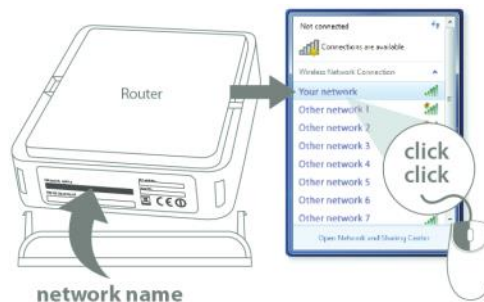 Router
network name
Not connected
Connections are available
Wireless Network Connection
Your network
Other network 1
Other network 2
Other network 3
Other network 4
Other network 5
Other network 6
Other network 7
click
click
Open Network and Sharing Center